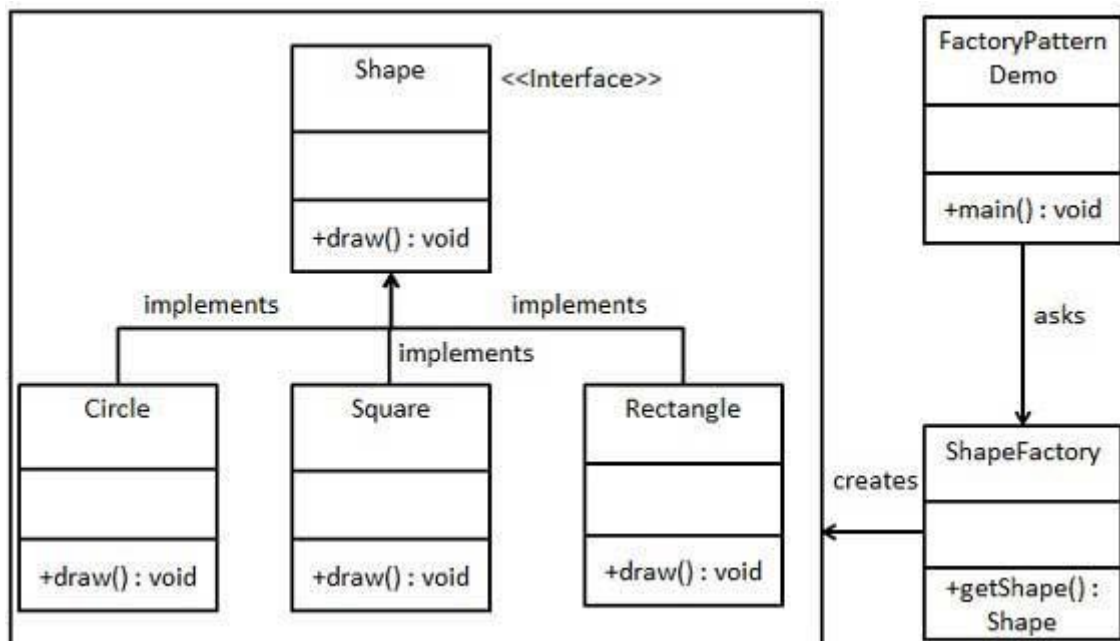 Shape
<<Interface>>
+draw() : void
implements
implements
implements
Circle
+draw() : void
Square
+draw() : void
Rectangle
+draw() : void
FactoryPattern
Demo
+main() : void
asks
ShapeFactory
+getShape() :
Shape
creates